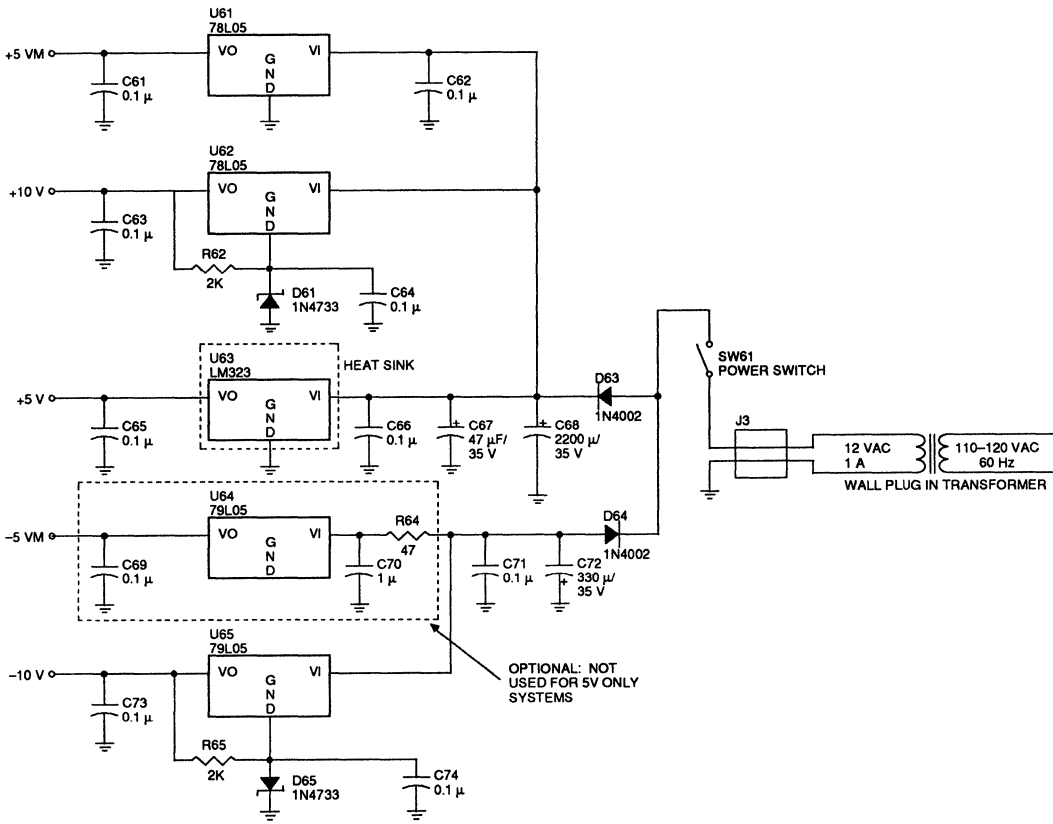 U61
78L05
+5 VM
VO
VI
G
N
D
C61
0.1 μ
C62
0.1 μ
U62
78L05
+10 V
VO
VI
G
N
D
C63
0.1 μ
R62
2K
D61
1N4733
C64
0.1 μ
U63
LM323
HEAT SINK
+5 V
VO
VI
G
N
D
C65
0.1 μ
C66
0.1 μ
C67
47 μF/
35 V
+
C68
2200 μ/
35 V
+
D63
1N4002
SW61
POWER SWITCH
J3
12 VAC
1 A
110–120 VAC
60 Hz
WALL PLUG IN TRANSFORMER
U64
79L05
–5 VM
VO
VI
G
N
D
C69
0.1 μ
R64
47
C70
1 μ
C71
0.1 μ
C72
330 μ/
35 V
+
D64
1N4002
U65
79L05
–10 V
VO
VI
G
N
D
C73
0.1 μ
R65
2K
D65
1N4733
C74
0.1 μ
OPTIONAL: NOT
USED FOR 5V ONLY
SYSTEMS